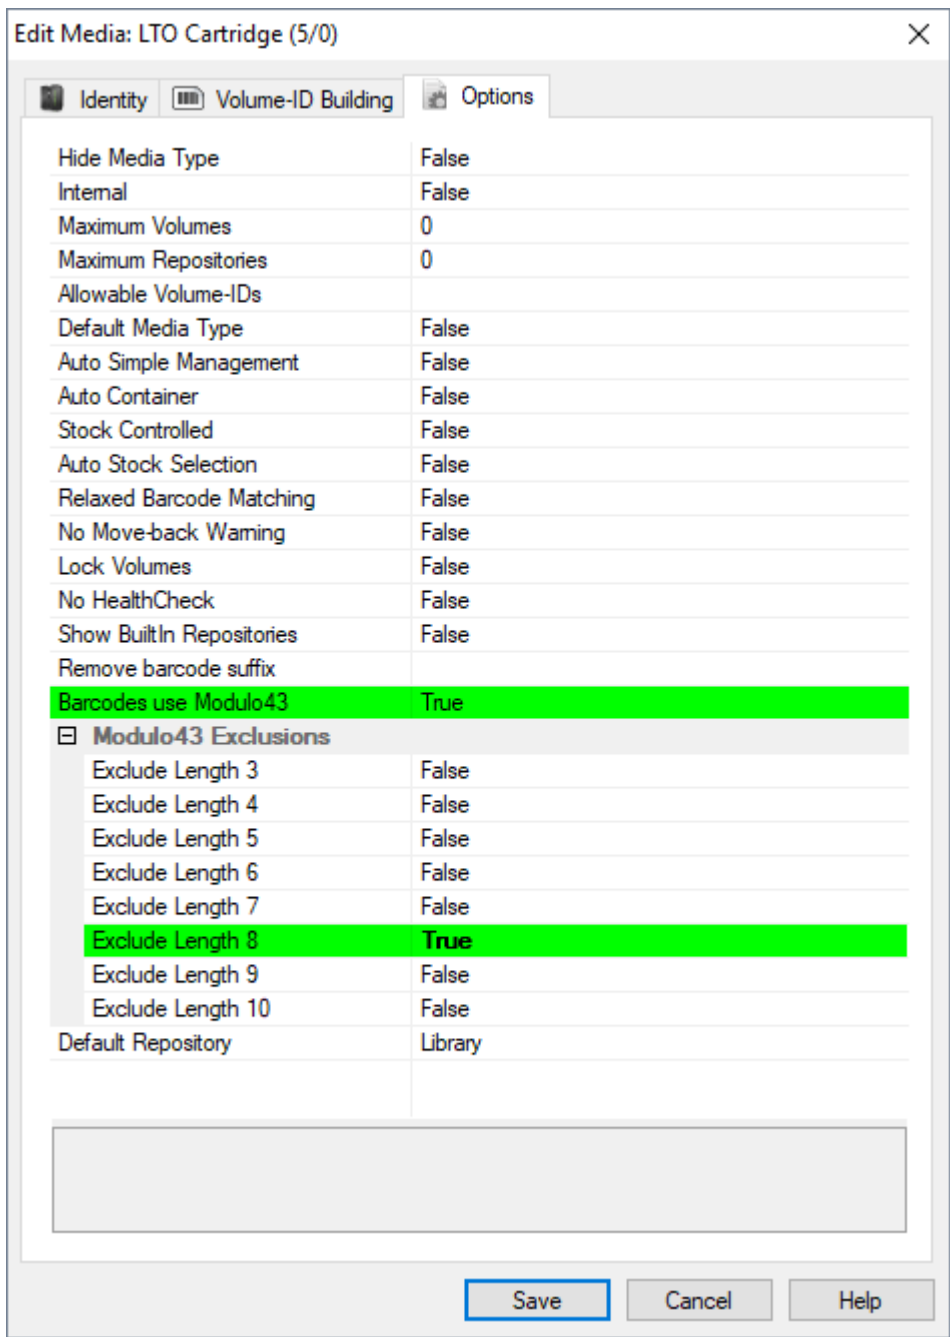 Edit Media: LTO Cartridge (5/0)
Identity Volume-ID Building Options
Hide Media Type False
Internal False
Maximum Volumes 0
Maximum Repositories 0
Allowable Volume-IDs
Default Media Type False
Auto Simple Management False
Auto Container False
Stock Controlled False
Auto Stock Selection False
Relaxed Barcode Matching False
No Move-back Warning False
Lock Volumes False
No HealthCheck False
Show BuiltIn Repositories False
Remove barcode suffix
Barcodes use Modulo43 True
Modulo43 Exclusions
Exclude Length 3 False
Exclude Length 4 False
Exclude Length 5 False
Exclude Length 6 False
Exclude Length 7 False
Exclude Length 8 True
Exclude Length 9 False
Exclude Length 10 False
Default Repository Library
Save Cancel Help